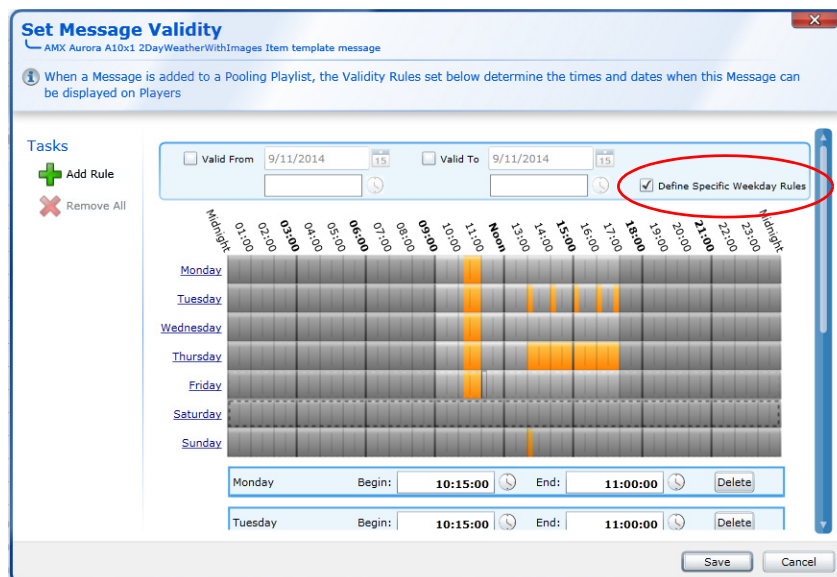 Set Message Validity
AMX Aurora A10x1 2DayWeatherWithImages Item template message
When a Message is added to a Pooling Playlist, the Validity Rules set below determine the times and dates when this Message can
be displayed on Players
Tasks
Add Rule
Remove All
Valid From 9/11/2014 15 Valid To 9/11/2014 15
Define Specific Weekday Rules
Midnight 01:00 02:00 03:00 04:00 05:00 06:00 07:00 08:00 09:00 10:00 11:00 Noon 13:00 14:00 15:00 16:00 17:00 18:00 19:00 20:00 21:00 22:00 23:00 Midnight
Monday
Tuesday
Wednesday
Thursday
Friday
Saturday
Sunday
Monday Begin: 10:15:00 End: 11:00:00 Delete
Tuesday Begin: 10:15:00 End: 11:00:00 Delete
Save Cancel